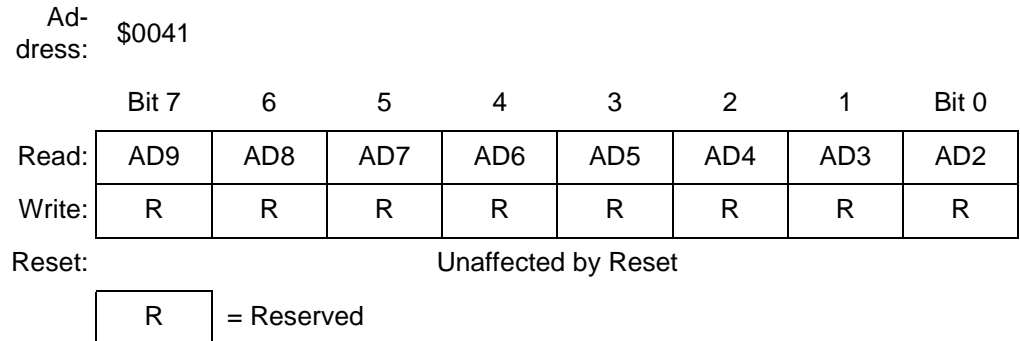 Ad-
dress: $0041
Bit 7 6 5 4 3 2 1 Bit 0
Read: AD9 AD8 AD7 AD6 AD5 AD4 AD3 AD2
Write: R R R R R R R R
Reset: Unaffected by Reset
R = Reserved